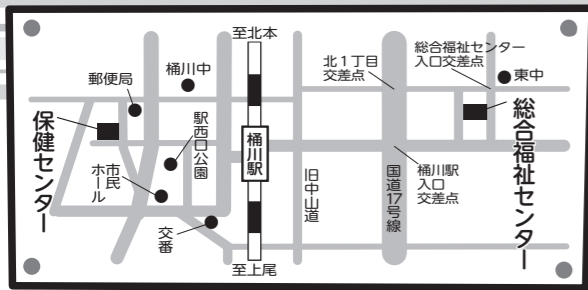 至北本
郵便局
桶川中
北1丁目
交差点
総合福祉センター
入口交差点
東中
保健センター
駅西口公園
桶川駅
総合福祉センター
市民
ホール
旧中山道
国道17号線
桶川駅
入口
交差点
交番
至上尾